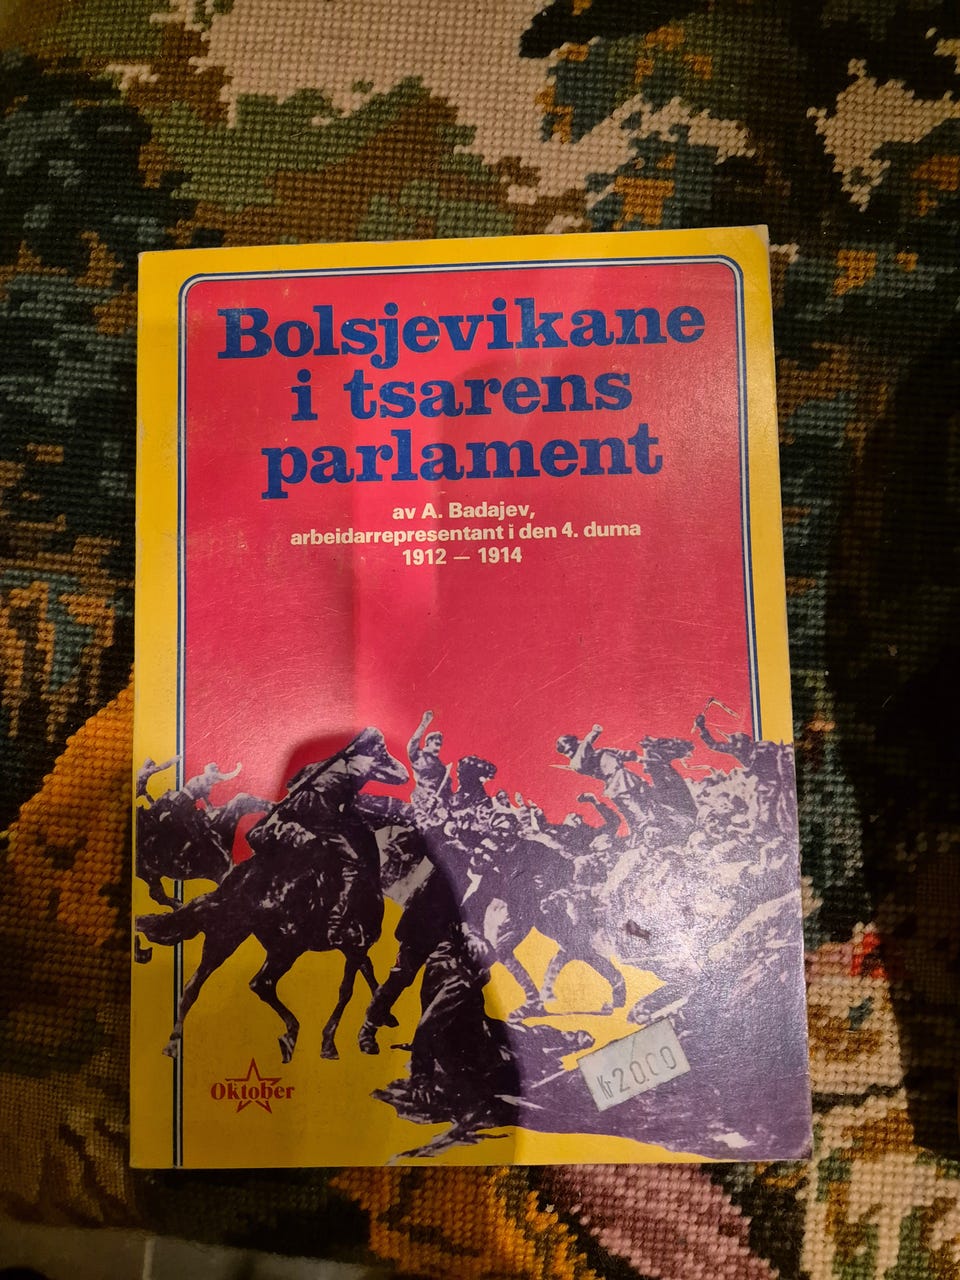 Bolsjevikane
i tsarens
parlament
av A. Badajev,
arbeidarrepresentant i den 4. duma
1912 — 1914
Oktober
Kr 20.00